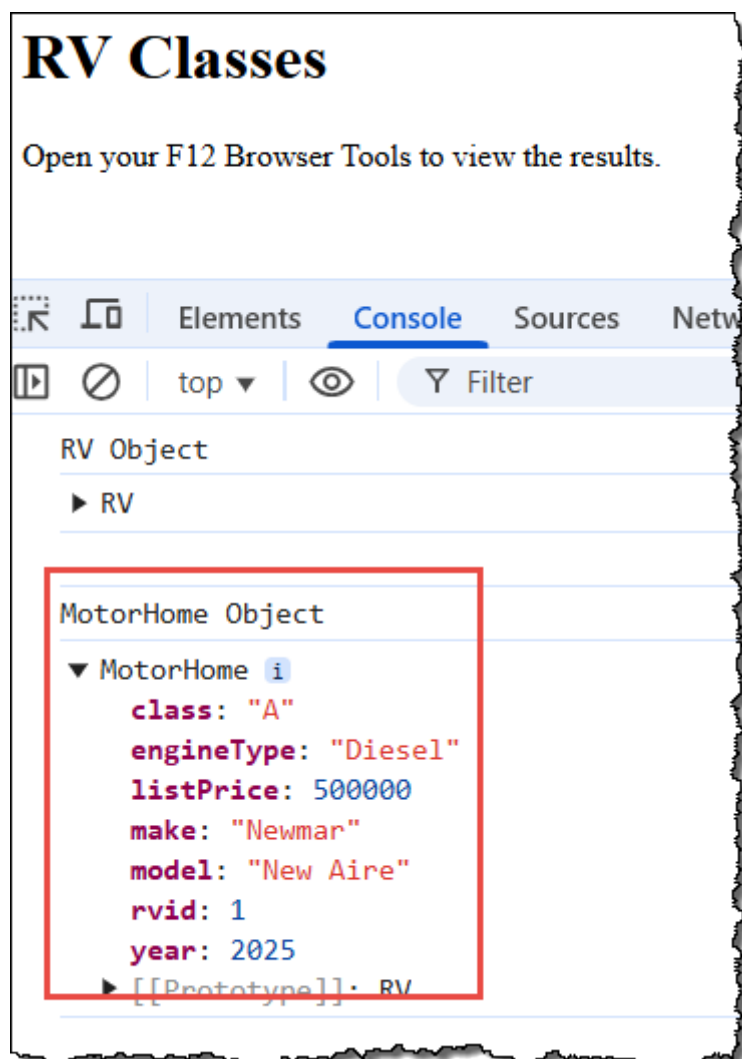 RV Classes
Open your F12 Browser Tools to view the results.
Elements Console Sources Netw
top ▼ Filter
RV Object
▶ RV
MotorHome Object
▼ MotorHome i
class: "A"
engineType: "Diesel"
listPrice: 500000
make: "Newmar"
model: "New Aire"
rvid: 1
year: 2025
▶ [[Prototype]]: RV